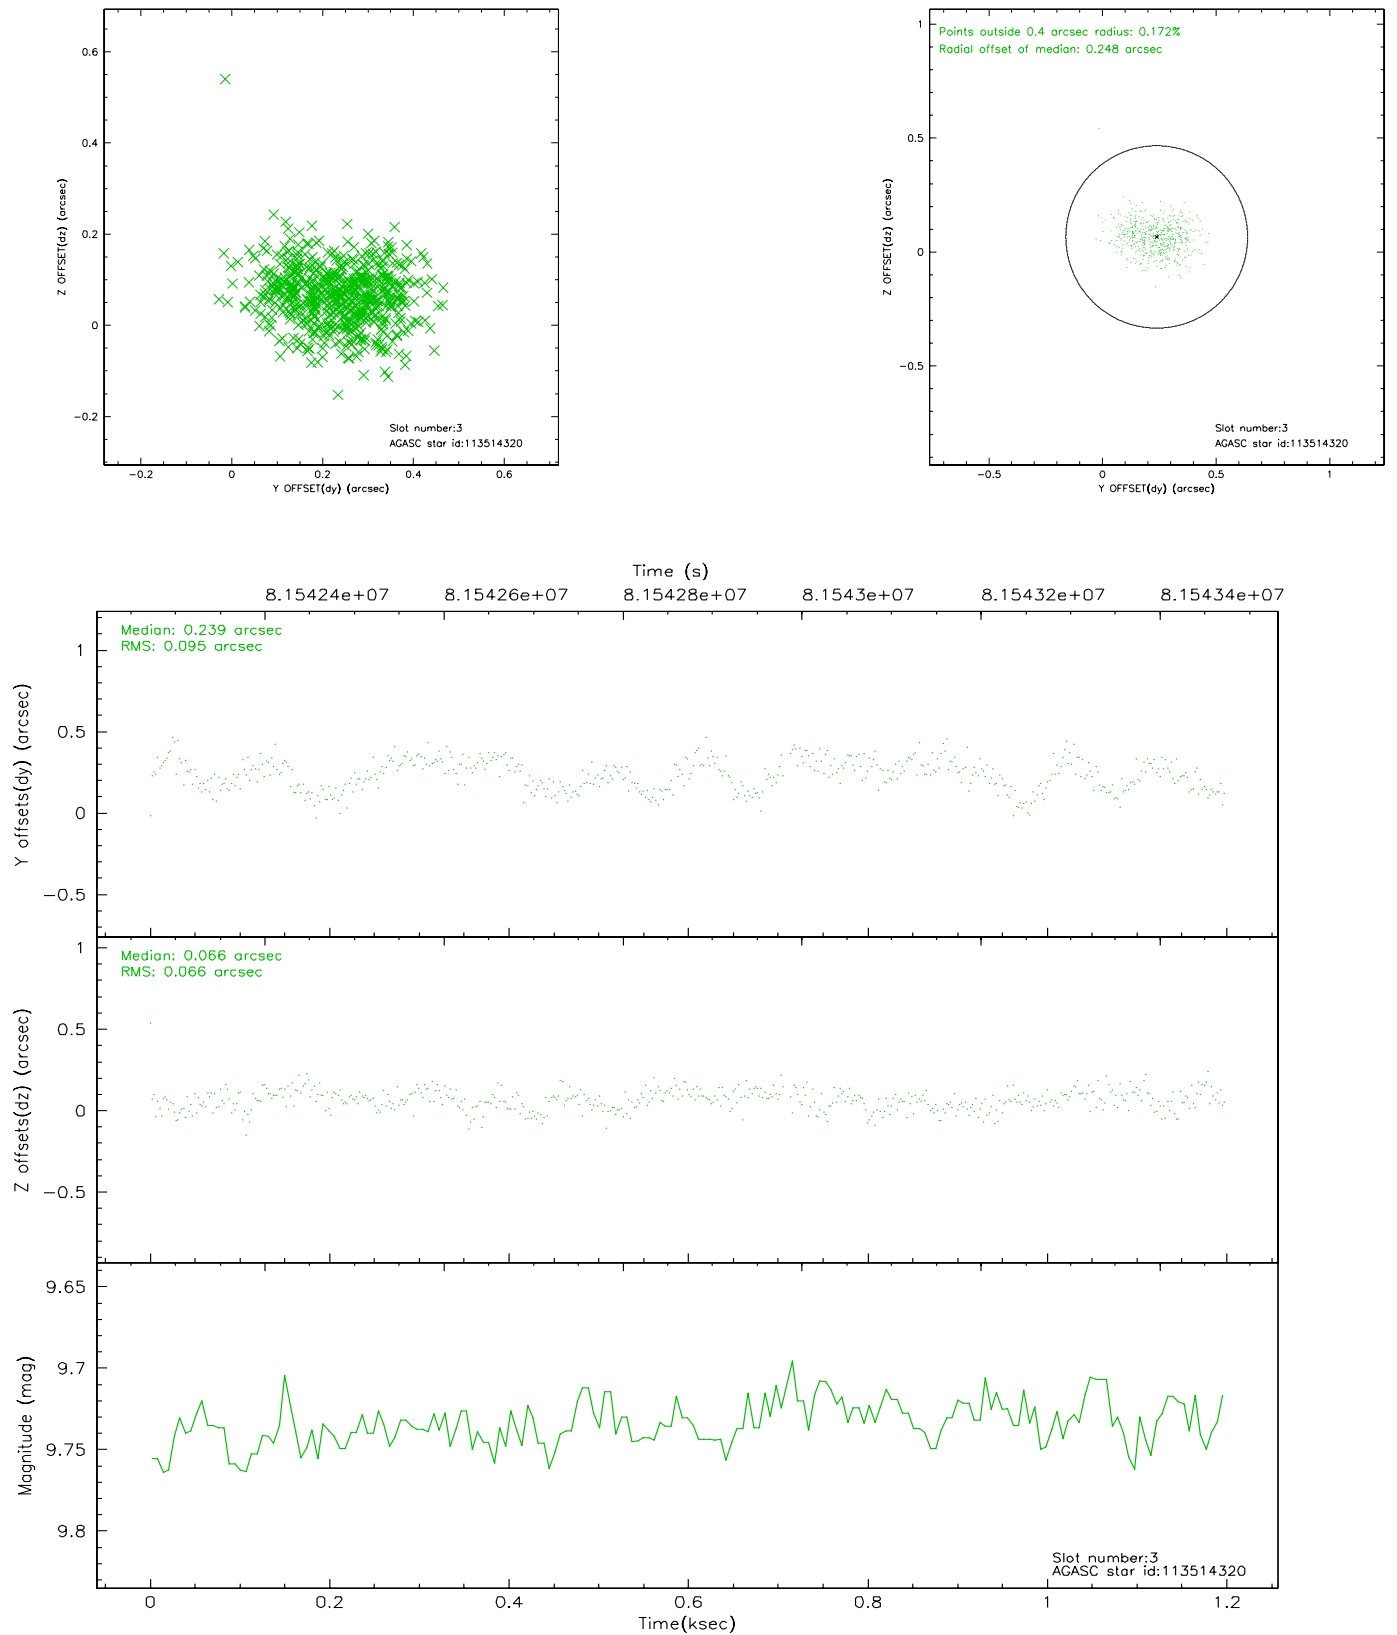 0.6
0.4
0.2
0
−0.2
Z OFFSET(dz) (arcsec)
Slot number:3
AGASC star id:113514320
−0.2 0 0.2 0.4 0.6
Y OFFSET(dy) (arcsec)
Points outside 0.4 arcsec radius: 0.172%
Radial offset of median: 0.248 arcsec
1
0.5
0
−0.5
Z OFFSET(dz) (arcsec)
Slot number:3
AGASC star id:113514320
−0.5 0 0.5 1
Y OFFSET(dy) (arcsec)
Time (s)
8.15424e+07 8.15426e+07 8.15428e+07 8.1543e+07 8.15432e+07 8.15434e+07
Median: 0.239 arcsec
RMS: 0.095 arcsec
1
0.5
0
−0.5
Y offsets(dy) (arcsec)
Median: 0.066 arcsec
RMS: 0.066 arcsec
1
0.5
0
−0.5
Z offsets(dz) (arcsec)
9.65
9.7
9.75
9.8
Magnitude (mag)
Slot number:3
AGASC star id:113514320
0 0.2 0.4 0.6 0.8 1 1.2
Time(ksec)